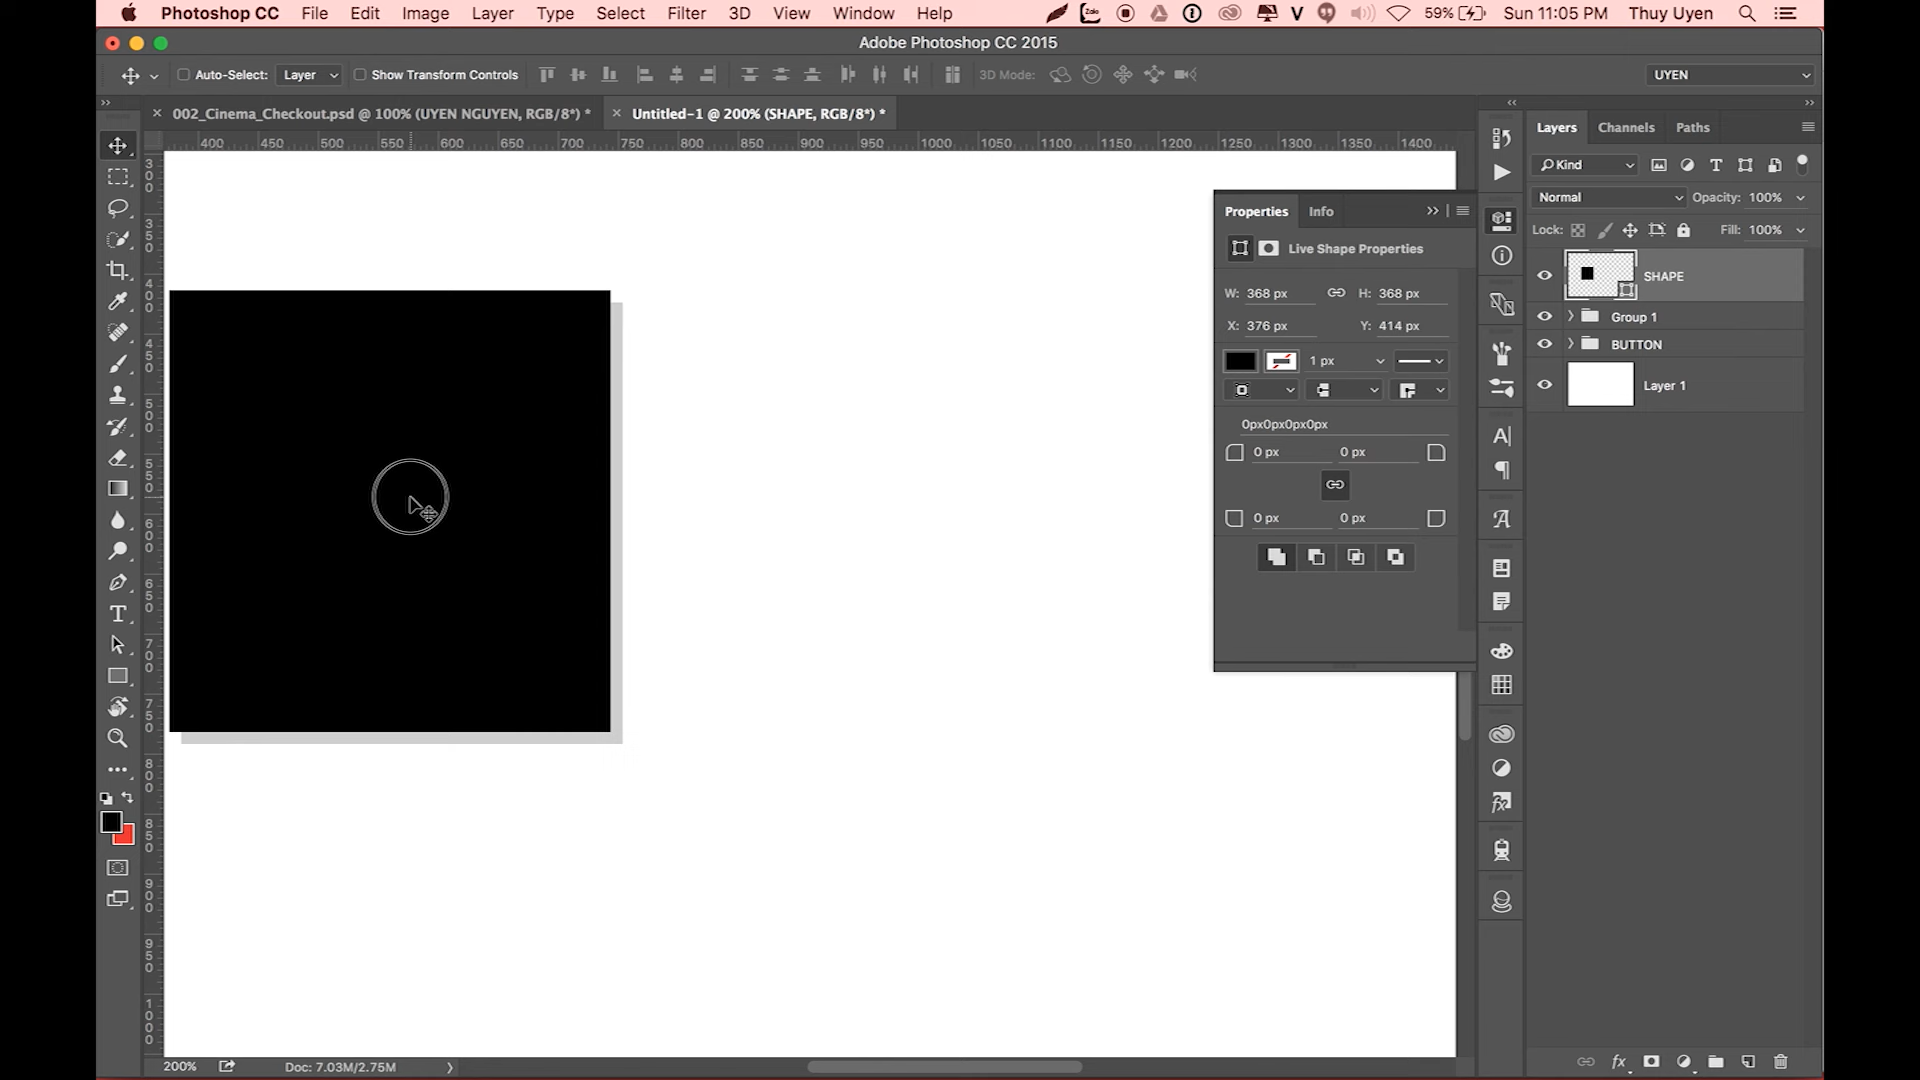 Photoshop CC File Edit Image Layer Type Select Filter 3D View Window Help V 59% Sun 11:05 PM Thuy Uyen
Adobe Photoshop CC 2015
Auto-Select: Layer Show Transform Controls 3D Mode: UYEN
002_Cinema_Checkout.psd @ 100% (UYEN NGUYEN, RGB/8*) * Untitled-1 @ 200% (SHAPE, RGB/8*) *
400 450 500 550 600 650 700 750 800 850 900 950 1000 1050 1100 1150 1200 1250 1300 1350 1400
300
350
400
450
500
550
600
650
700
750
800
850
900
950
1000
Properties Info
Live Shape Properties
W: 368 px H: 368 px
X: 376 px Y: 414 px
1 px
0px0px0px0px
0 px 0 px
0 px 0 px
Layers Channels Paths
Kind
Normal Opacity: 100%
Lock: Fill: 100%
SHAPE
Group 1
BUTTON
Layer 1
fx
200% Doc: 7.03M/2.75M